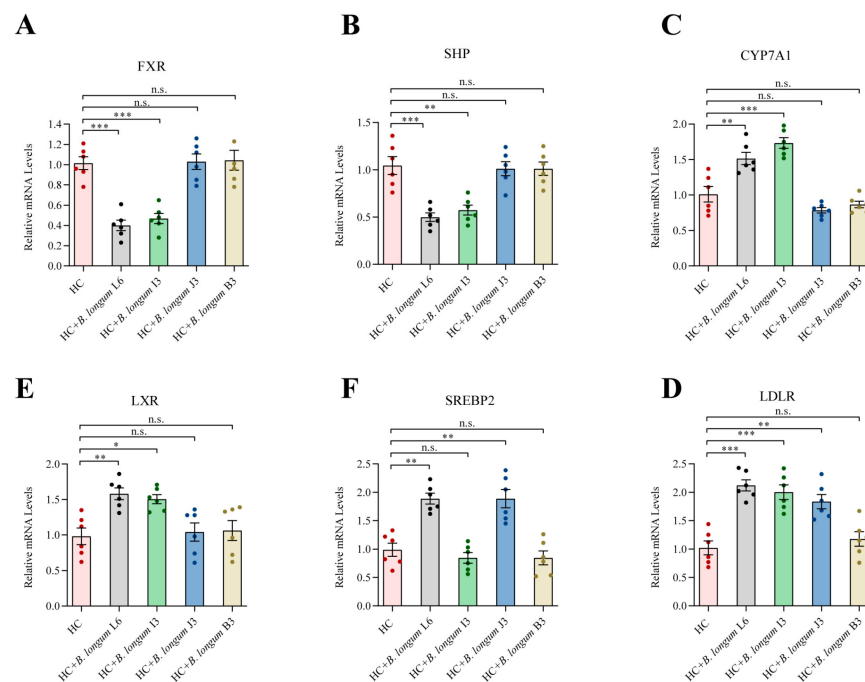 A
FXR
n.s.
n.s.
***
***
Relative mRNA Levels
1.4
1.2
1.0
0.8
0.6
0.4
0.2
0.0
HC
HC+B. longum L6
HC+B. longum I3
HC+B. longum J3
HC+B. longum B3
B
SHP
n.s.
n.s.
**
***
Relative mRNA Levels
1.5
1.0
0.5
0.0
HC
HC+B. longum L6
HC+B. longum I3
HC+B. longum J3
HC+B. longum B3
C
CYP7A1
n.s.
n.s.
***
**
Relative mRNA Levels
2.0
1.5
1.0
0.5
0.0
HC
HC+B. longum L6
HC+B. longum I3
HC+B. longum J3
HC+B. longum B3
E
LXR
n.s.
n.s.
*
**
Relative mRNA Levels
2.0
1.5
1.0
0.5
0.0
HC
HC+B. longum L6
HC+B. longum I3
HC+B. longum J3
HC+B. longum B3
F
SREBP2
n.s.
**
n.s.
**
Relative mRNA Levels
2.5
2.0
1.5
1.0
0.5
0.0
HC
HC+B. longum L6
HC+B. longum I3
HC+B. longum J3
HC+B. longum B3
D
LDLR
n.s.
**
***
***
Relative mRNA Levels
2.5
2.0
1.5
1.0
0.5
0.0
HC
HC+B. longum L6
HC+B. longum I3
HC+B. longum J3
HC+B. longum B3